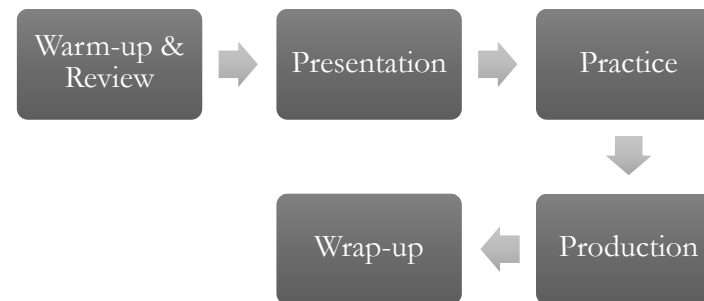 Warm-up &
Review
Presentation
Practice
Production
Wrap-up